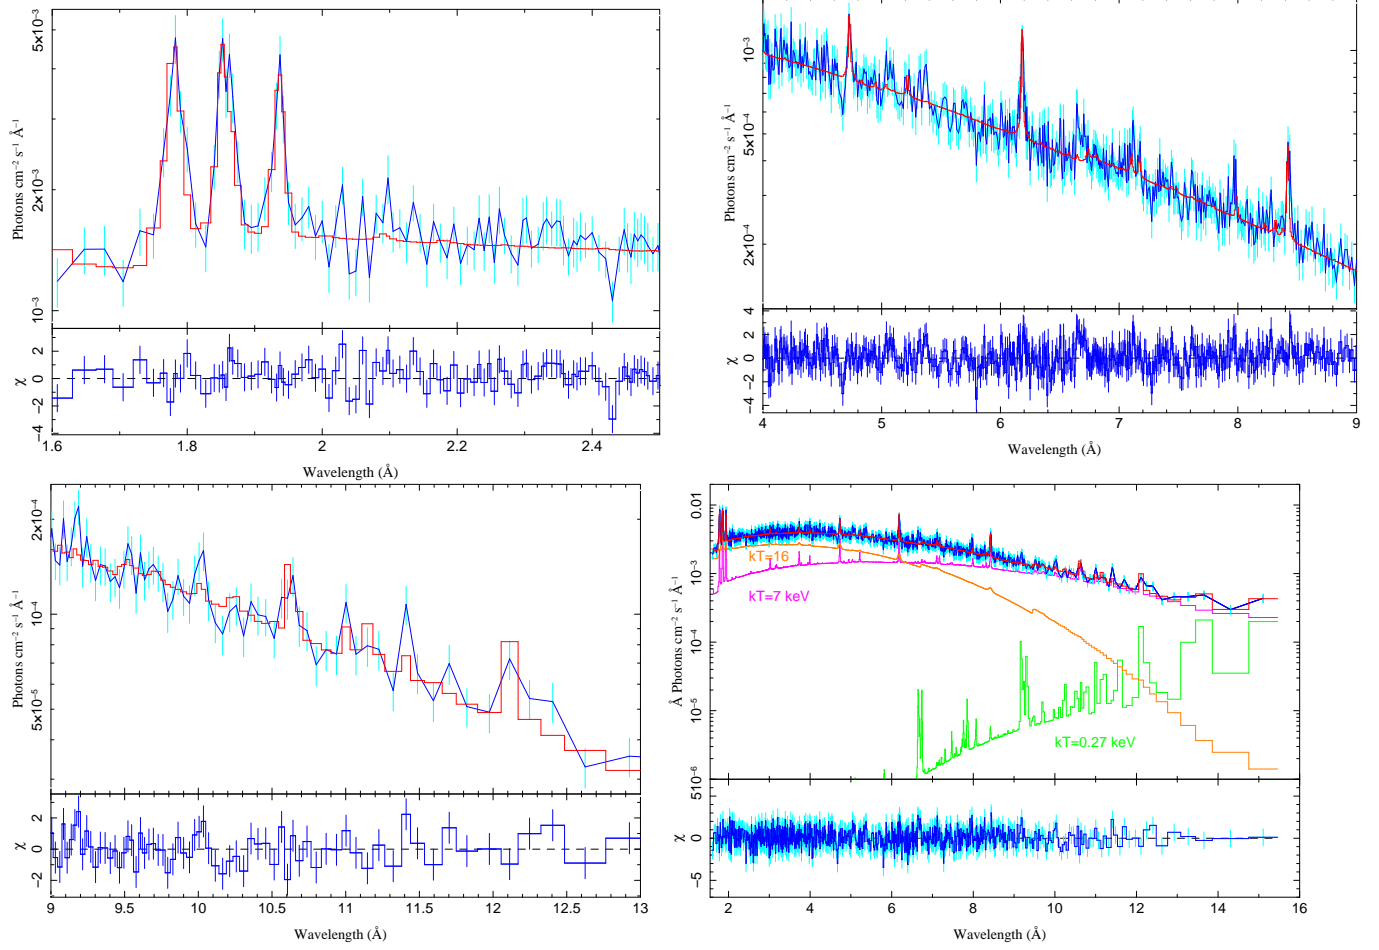 5×10⁻³
2×10⁻³
10⁻³
Photons cm⁻² s⁻¹ Å⁻¹
2
0
−2
−4
χ
1.6 1.8 2 2.2 2.4
Wavelength (Å)
10⁻³
5×10⁻⁴
2×10⁻⁴
Photons cm⁻² s⁻¹ Å⁻¹
4
2
0
−2
−4
χ
4 5 6 7 8 9
Wavelength (Å)
2×10⁻⁴
10⁻⁴
5×10⁻⁵
Photons cm⁻² s⁻¹ Å⁻¹
2
0
−2
χ
9 9.5 10 10.5 11 11.5 12 12.5 13
Wavelength (Å)
0.01
10⁻³
10⁻⁴
10⁻⁵
10⁻⁶
Å Photons cm⁻² s⁻¹ Å⁻¹
kT=16
kT=7 keV
kT=0.27 keV
510
0
−5
χ
2 4 6 8 10 12 14 16
Wavelength (Å)